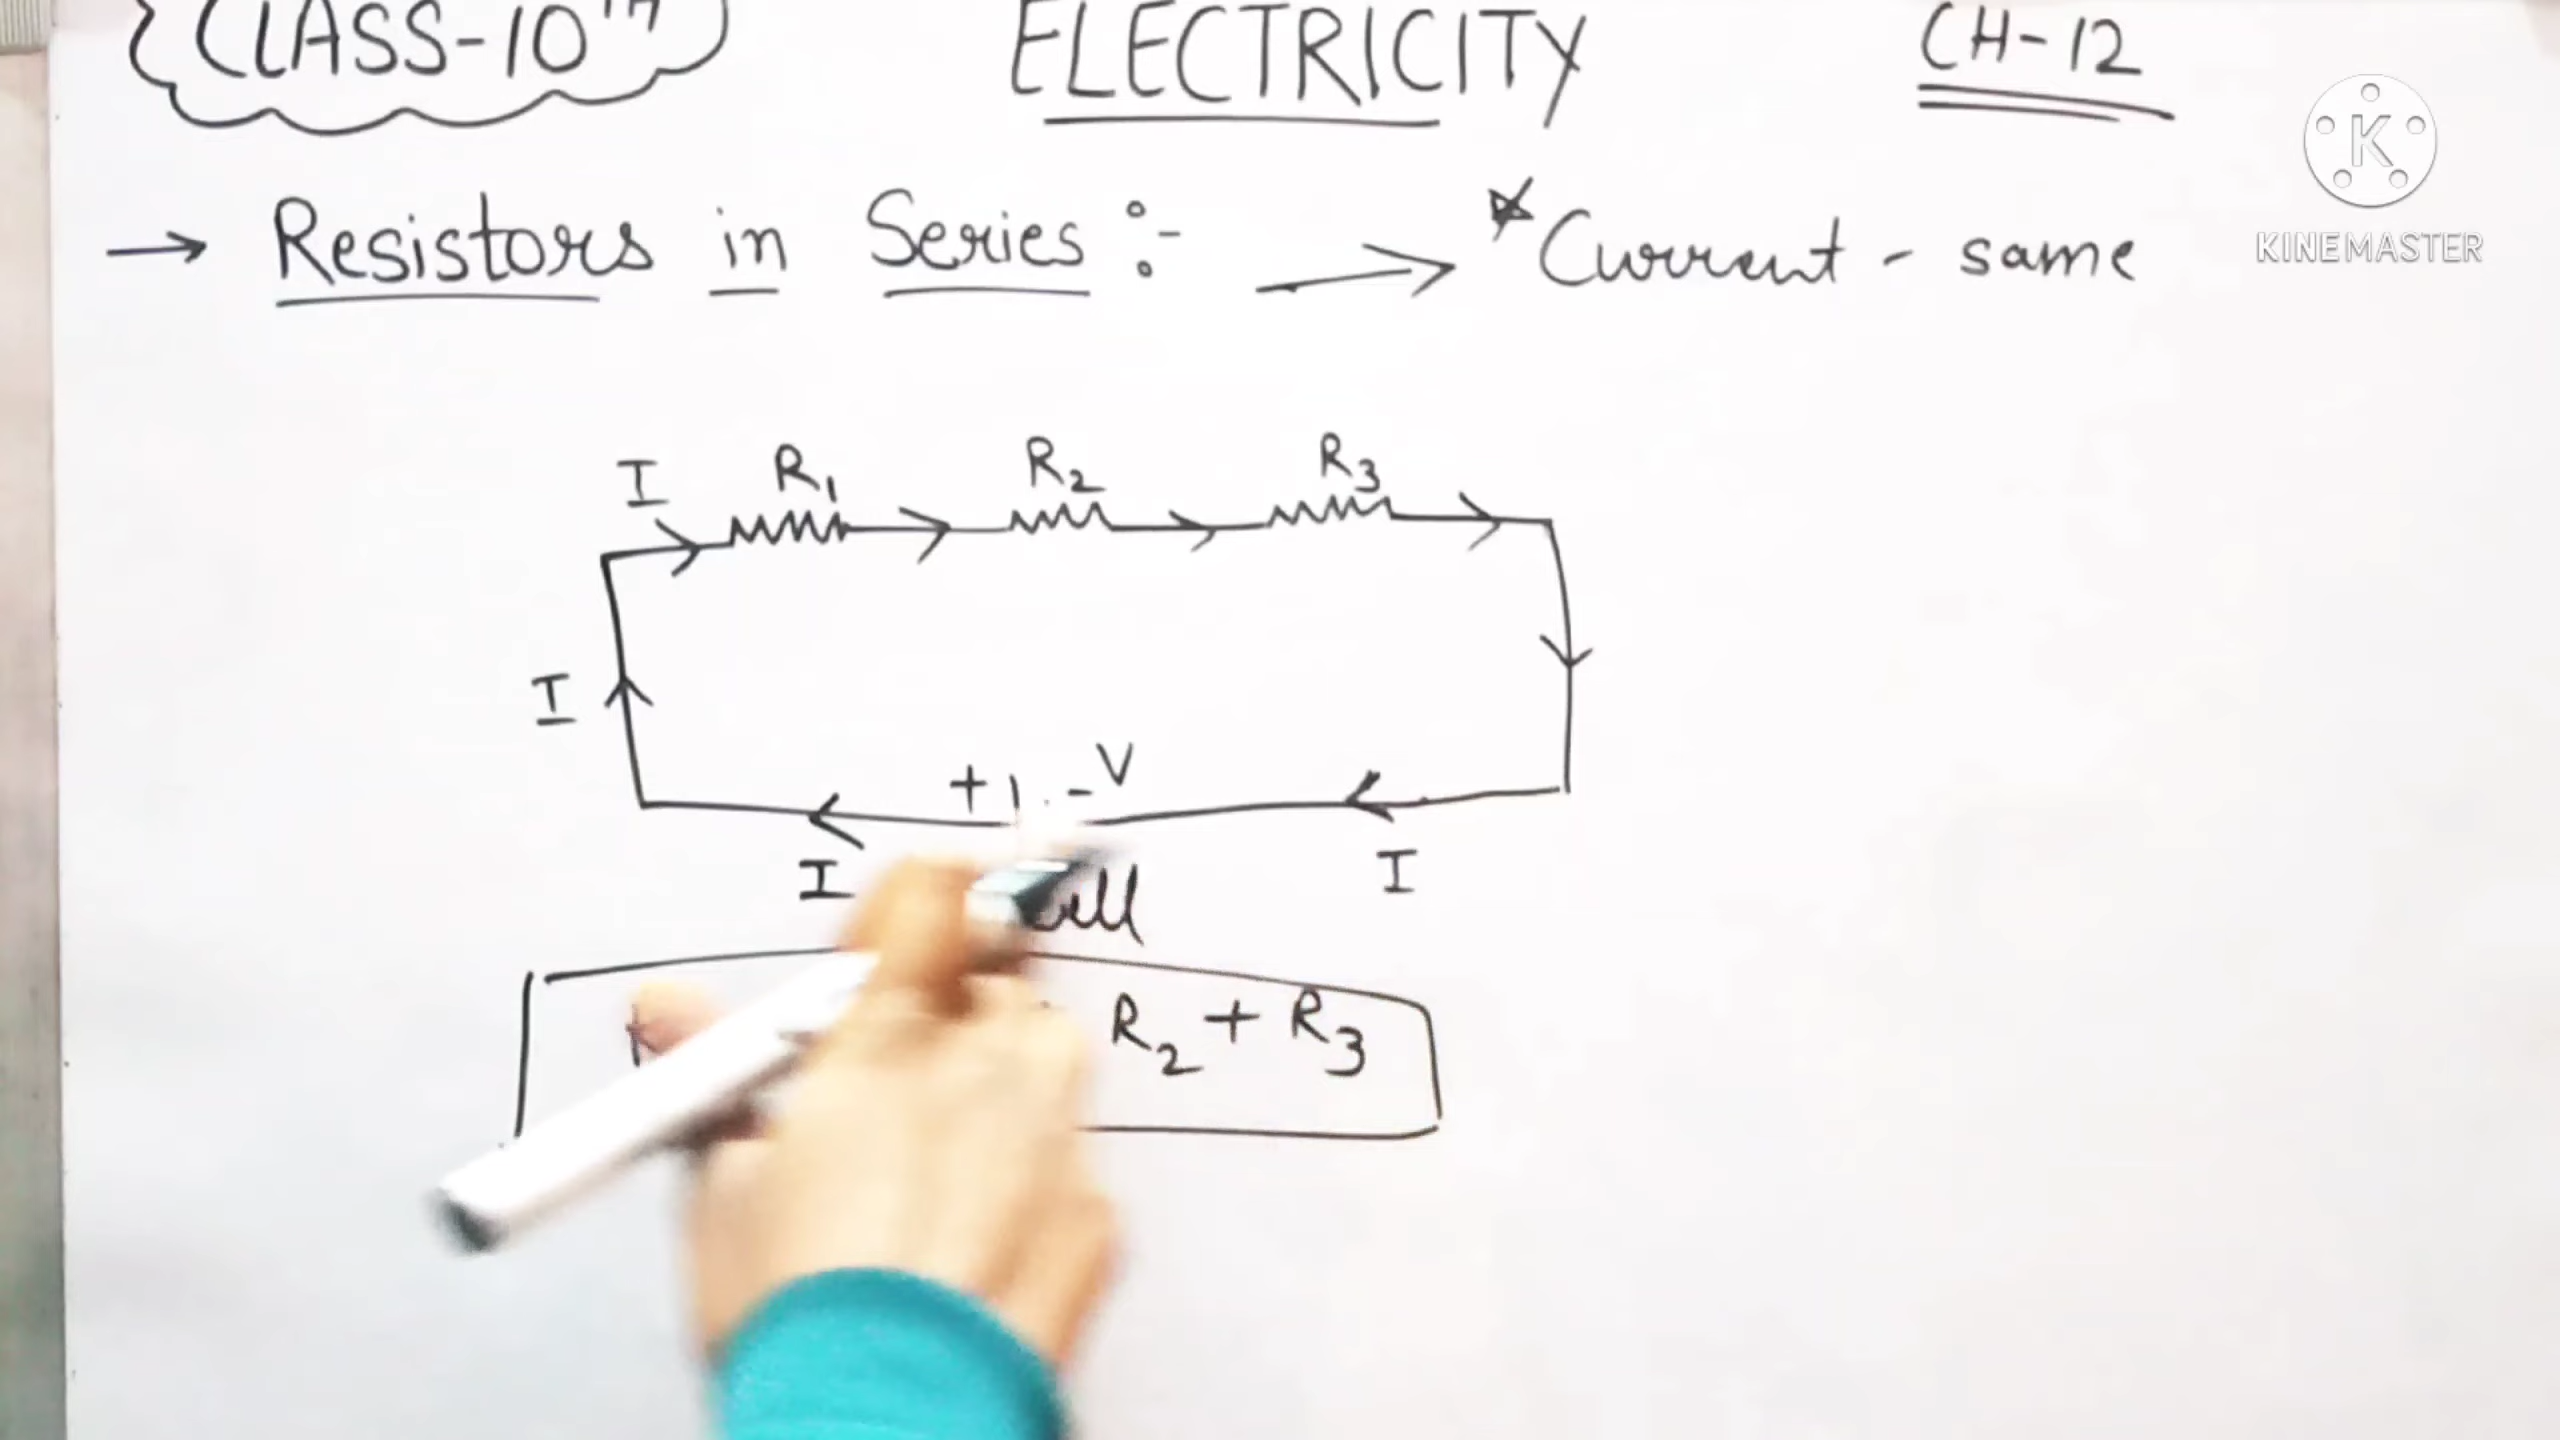 CLASS-10TH ELECTRICITY CH-12
K
KINEMASTER
→ Resistors in Series :- → *Current - same
I R1 R2 R3
I
+ - V
I I
R2 + R3